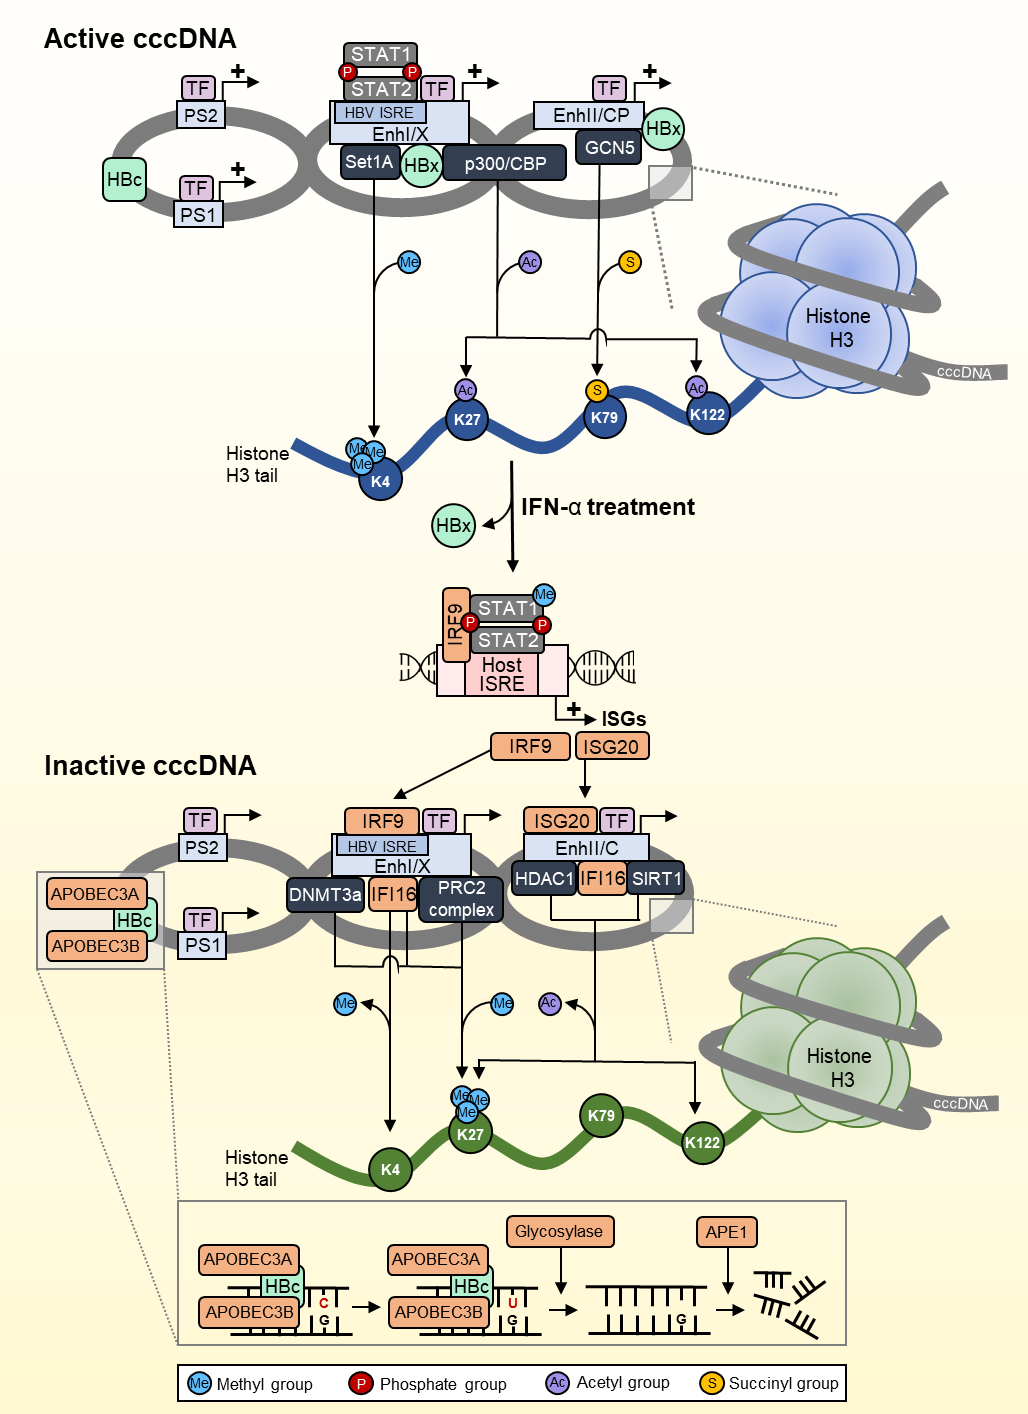 Active cccDNA
STAT1
P P
STAT2
TF
+
TF
+
TF
+
PS2
HBV ISRE
EnhI/X
EnhII/CP
HBx
HBc
Set1A
HBx
p300/CBP
GCN5
TF
+
PS1
Me
Ac
S
Histone
H3
cccDNA
Ac
S
Ac
K27
K79
K122
Histone
H3 tail
Me
Me
Me
K4
IFN-α treatment
HBx
IRF9
STAT1
Me
P
P
STAT2
Host
ISRE
+
ISGs
IRF9
ISG20
Inactive cccDNA
TF
IRF9
TF
ISG20
TF
PS2
HBV ISRE
EnhI/X
EnhII/C
APOBEC3A
HBc
APOBEC3B
DNMT3a
IFI16
PRC2
complex
HDAC1
IFI16
SIRT1
TF
PS1
Me
Me
Ac
Histone
H3
cccDNA
Me
Me
Me
K27
K79
K122
K4
Histone
H3 tail
Glycosylase
APE1
APOBEC3A
HBc
APOBEC3B
C
G
APOBEC3A
HBc
APOBEC3B
U
G
G
Me Methyl group
P Phosphate group
Ac Acetyl group
S Succinyl group